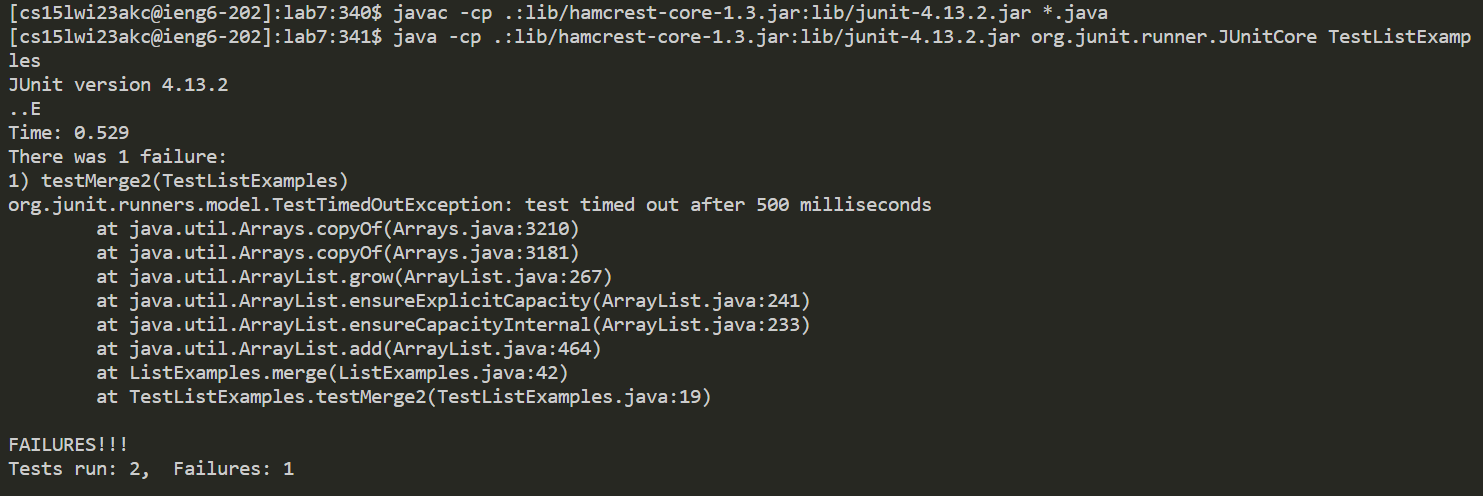 [cs15lwi23akc@ieng6-202]:lab7:340$ javac -cp .:lib/hamcrest-core-1.3.jar:lib/junit-4.13.2.jar *.java
[cs15lwi23akc@ieng6-202]:lab7:341$ java -cp .:lib/hamcrest-core-1.3.jar:lib/junit-4.13.2.jar org.junit.runner.JUnitCore TestListExamp
les
JUnit version 4.13.2
..E
Time: 0.529
There was 1 failure:
1) testMerge2(TestListExamples)
org.junit.runners.model.TestTimedOutException: test timed out after 500 milliseconds
        at java.util.Arrays.copyOf(Arrays.java:3210)
        at java.util.Arrays.copyOf(Arrays.java:3181)
        at java.util.ArrayList.grow(ArrayList.java:267)
        at java.util.ArrayList.ensureExplicitCapacity(ArrayList.java:241)
        at java.util.ArrayList.ensureCapacityInternal(ArrayList.java:233)
        at java.util.ArrayList.add(ArrayList.java:464)
        at ListExamples.merge(ListExamples.java:42)
        at TestListExamples.testMerge2(TestListExamples.java:19)

FAILURES!!!
Tests run: 2,  Failures: 1